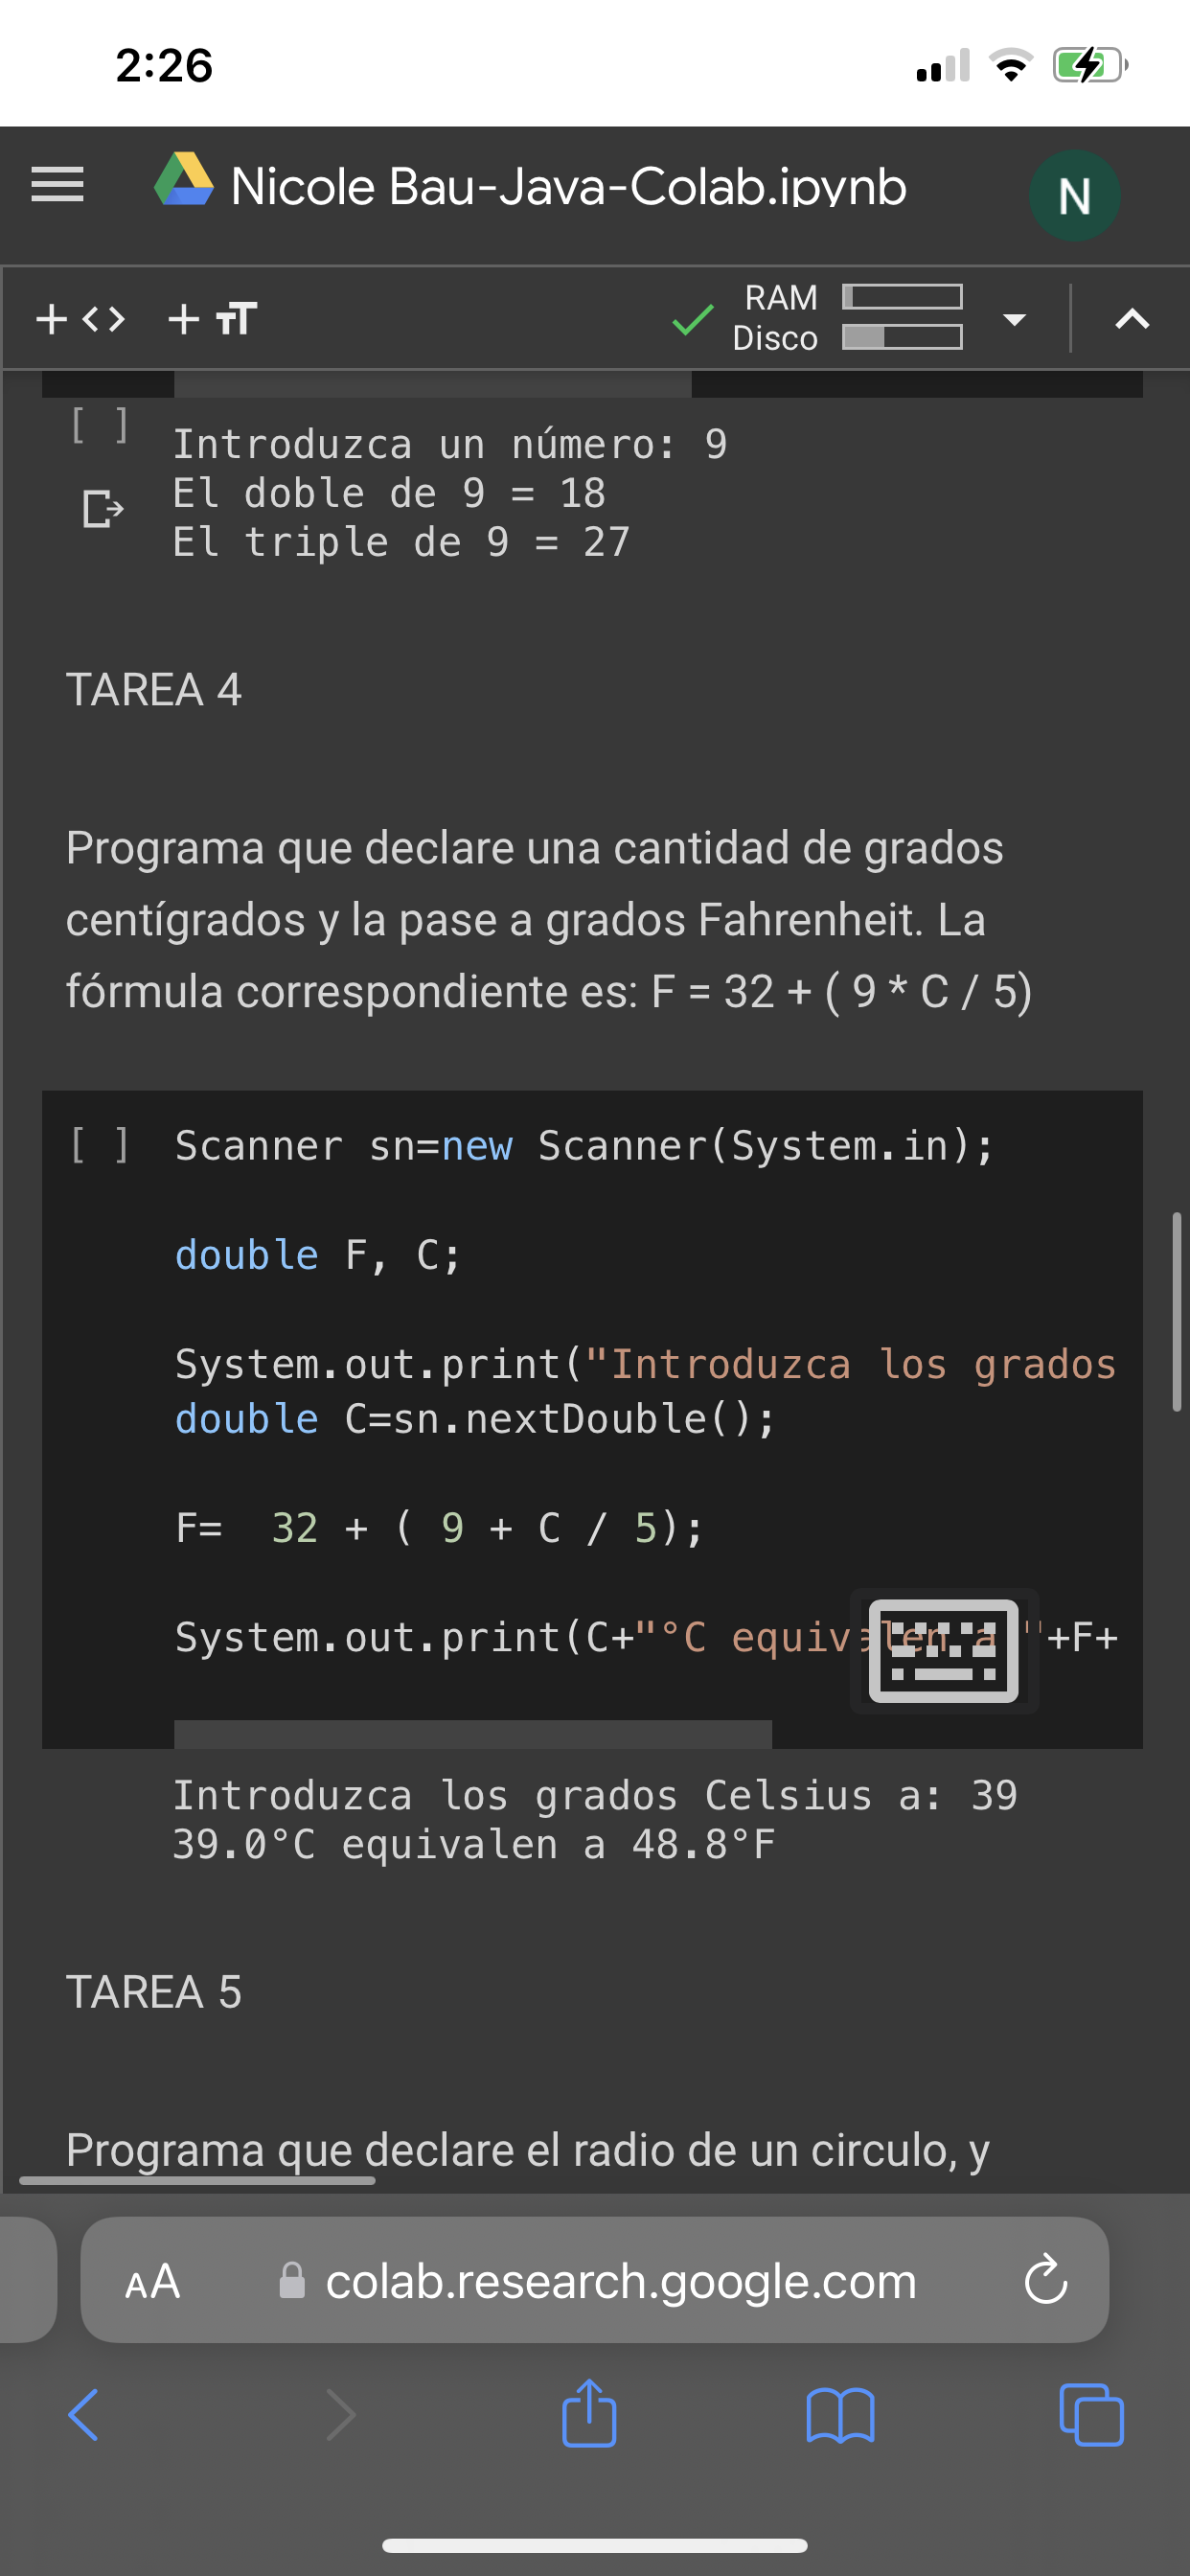 2:26
Nicole Bau-Java-Colab.ipynb
N
+ <> + TT
RAM
Disco
[ ]
Introduzca un número: 9
El doble de 9 = 18
El triple de 9 = 27
TAREA 4
Programa que declare una cantidad de grados
centígrados y la pase a grados Fahrenheit. La
fórmula correspondiente es: F = 32 + ( 9 * C / 5)
[ ] Scanner sn=new Scanner(System.in);
double F, C;
System.out.print("Introduzca los grados
double C=sn.nextDouble();
F=  32 + ( 9 + C / 5);
System.out.print(C+"°C equivalen a "+F+
Introduzca los grados Celsius a: 39
39.0°C equivalen a 48.8°F
TAREA 5
Programa que declare el radio de un circulo, y
AA colab.research.google.com